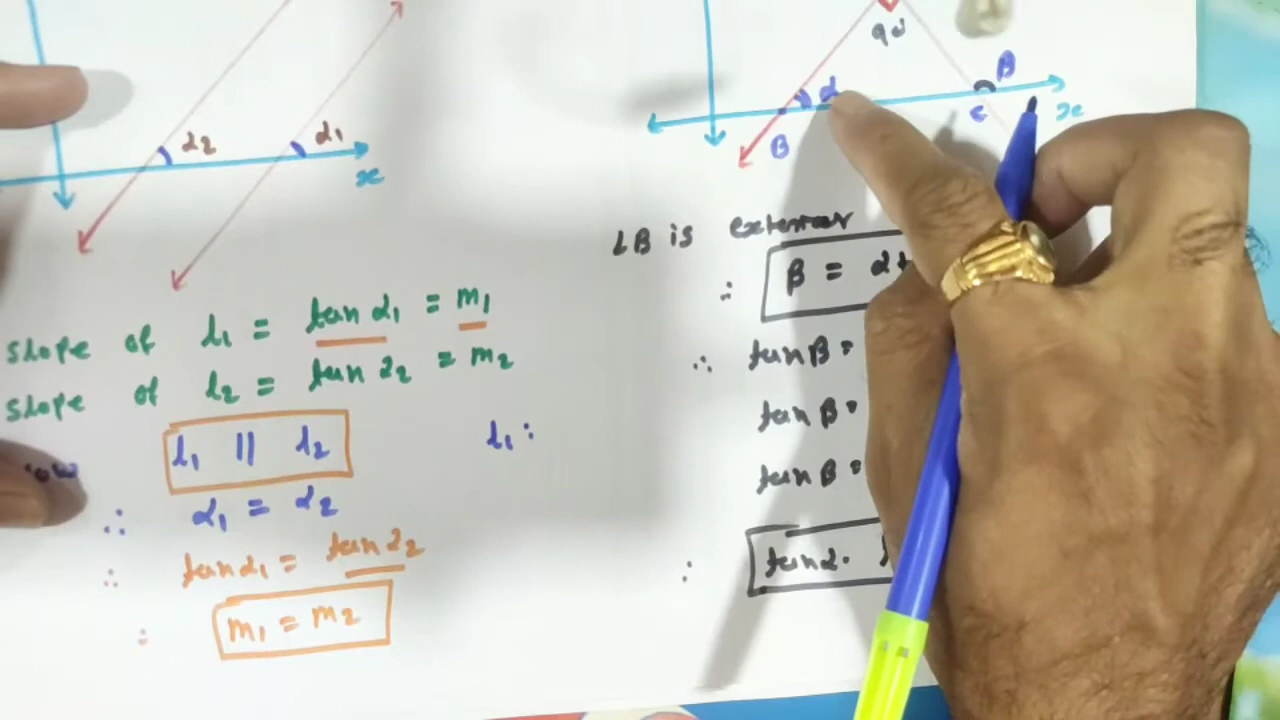 α2
α1
x
slope of l1 = tan α1 = m1
slope of l2 = tan α2 = m2
l1 || l2
l1:
∴ α1 = α2
∴ tan α1 = tan α2
: m1 = m2
90°
α
β
B
C
x
∠B is
∴ β = α
∴ tan β =
tan β =
tan β =
∴ tan α .